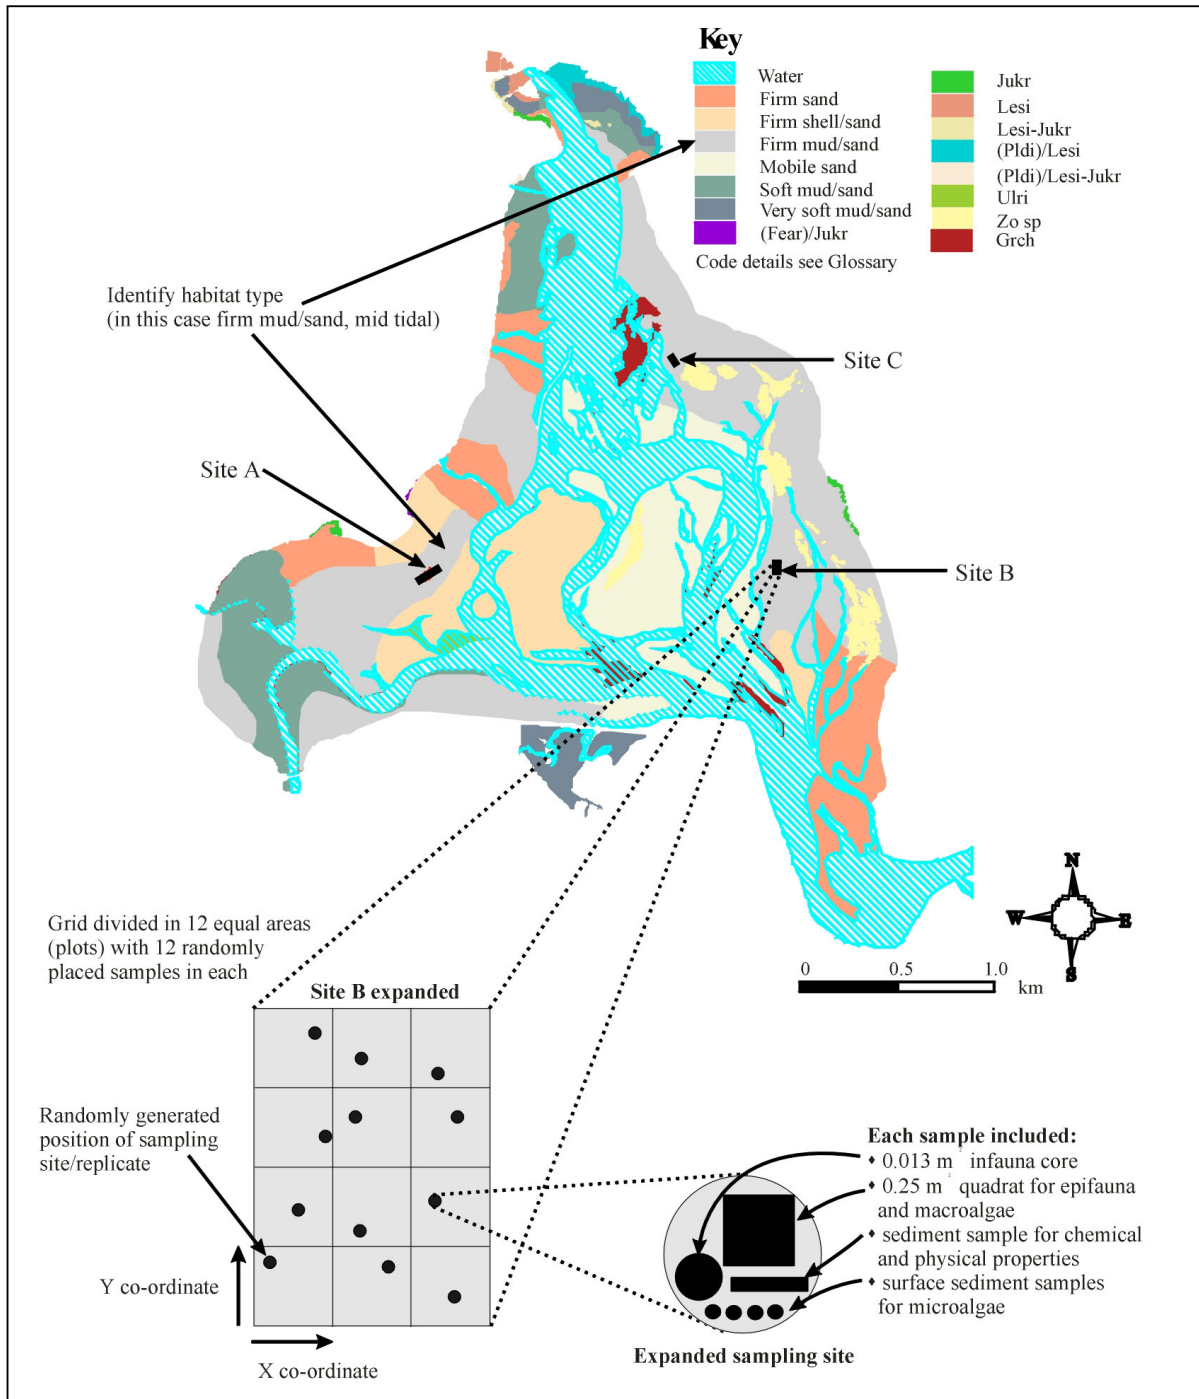 Key
Water
Firm sand
Firm shell/sand
Firm mud/sand
Mobile sand
Soft mud/sand
Very soft mud/sand
(Fear)/Jukr
Jukr
Lesi
Lesi-Jukr
(Pldi)/Lesi
(Pldi)/Lesi-Jukr
Ulri
Zo sp
Grch
Code details see Glossary
Identify habitat type
(in this case firm mud/sand, mid tidal)
Site C
Site A
Site B
N
W
E
S
0 0.5 1.0
km
Grid divided in 12 equal areas
(plots) with 12 randomly
placed samples in each
Site B expanded
Randomly generated
position of sampling
site/replicate
Y co-ordinate
X co-ordinate
Each sample included:
♦ 0.013 m² infauna core
♦ 0.25 m² quadrat for epifauna
and macroalgae
♦ sediment sample for chemical
and physical properties
♦ surface sediment samples
for microalgae
Expanded sampling site